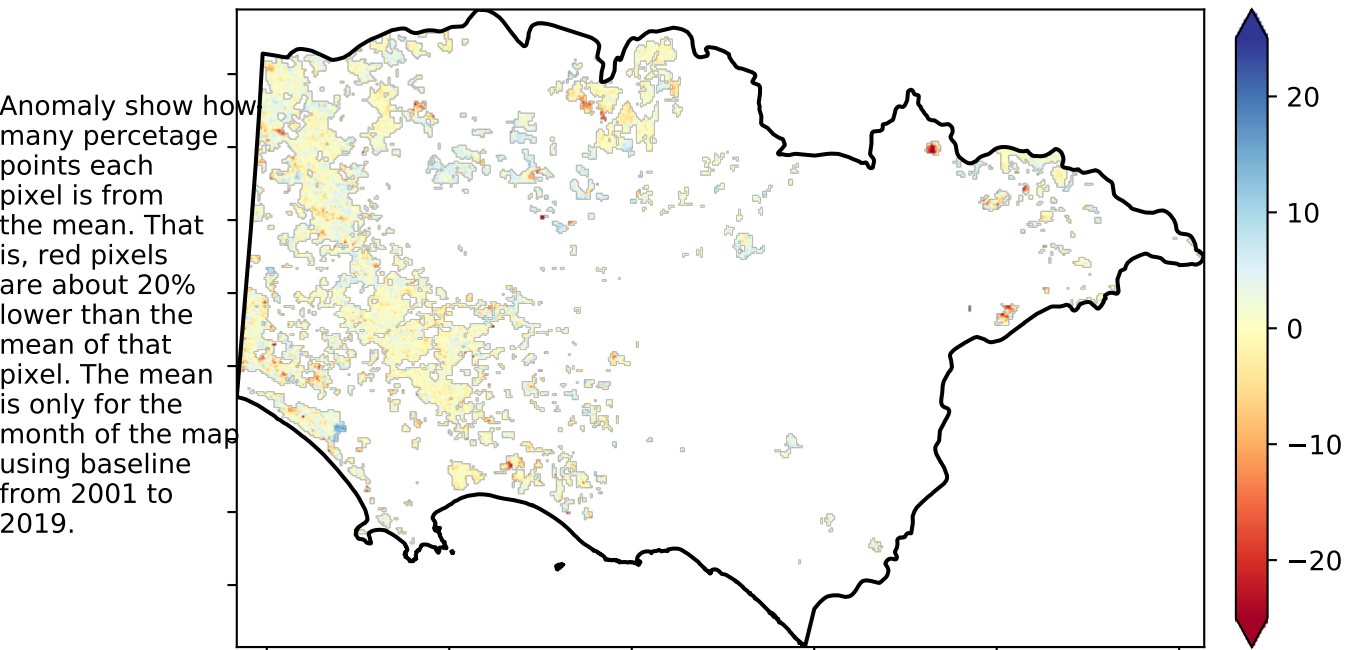 Anomaly show how
many percetage
points each
pixel is from
the mean. That
is, red pixels
are about 20%
lower than the
mean of that
pixel. The mean
is only for the
month of the map
using baseline
from 2001 to
2019.
20
10
0
−10
−20